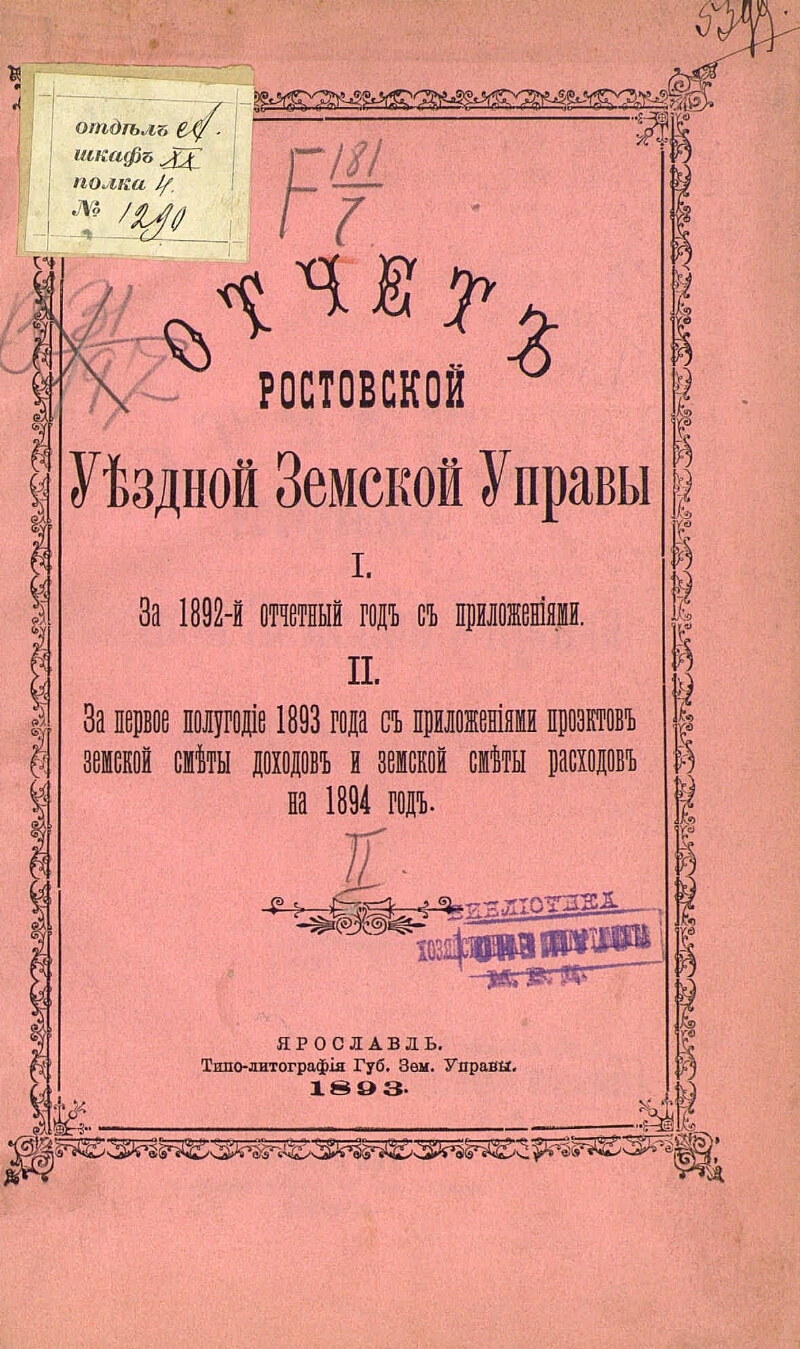 отдѣлъ
шкафъ XX
полка 4.
№ 1290
F 181
7
ОТЧЕТЪ
РОСТОВСКОЙ
Уѣздной Земской Управы
I.
За 1892-й отчетный годъ съ приложеніями.
II.
За первое полугодіе 1893 года съ приложеніями проэктовъ
земской смѣты доходовъ и земской смѣты расходовъ
на 1894 годъ.
II
БИБЛІОТЕКА
ЯРОСЛАВЛЬ.
Типо-литографія Губ. Зем. Управы.
1893.